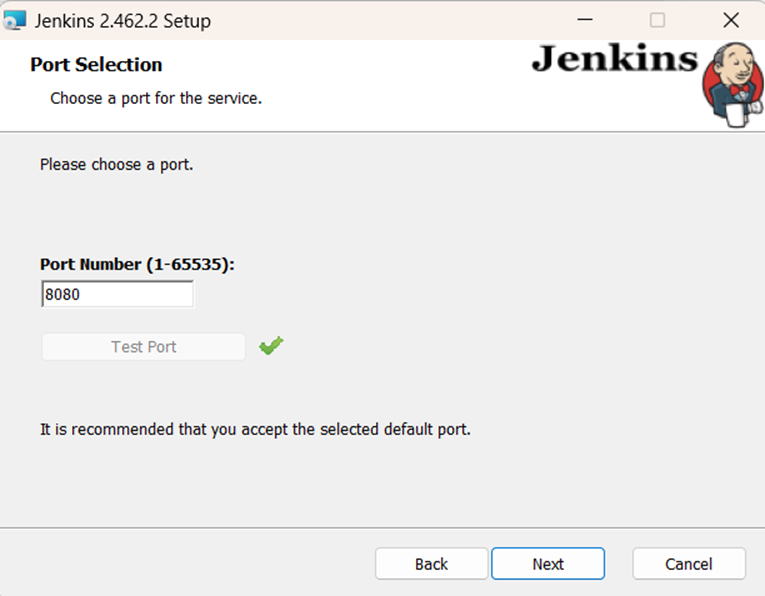 Jenkins 2.462.2 Setup
Port Selection
Jenkins
Choose a port for the service.
Please choose a port.
Port Number (1-65535):
8080
Test Port
It is recommended that you accept the selected default port.
Back
Next
Cancel